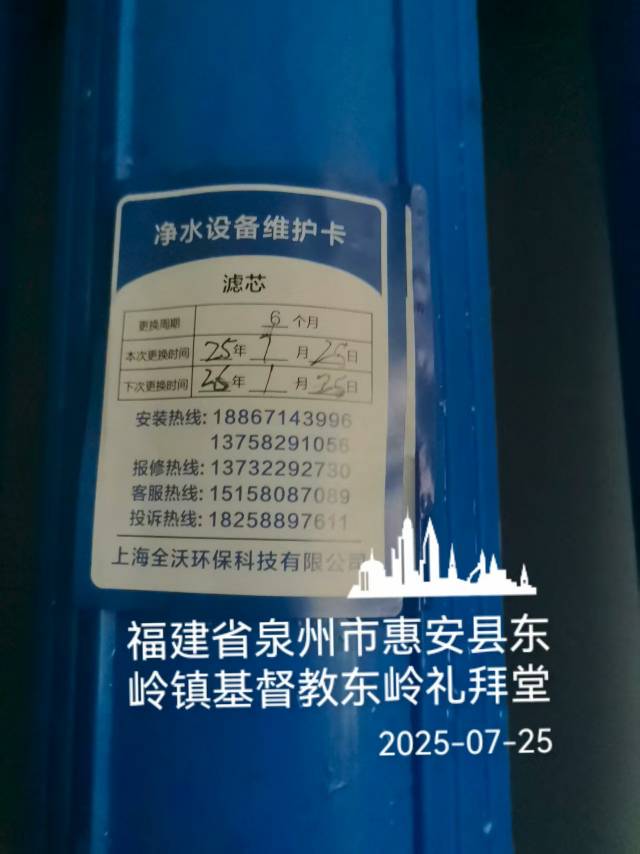 净水设备维护卡
滤芯
更换周期 6 个月
本次更换时间 25年 7 月 25日
下次更换时间 26年 1 月 25日
安装热线: 18867143996
13758291056
报修热线: 13732292730
客服热线: 15158087089
投诉热线: 18258897611
上海全沃环保科技有限公司
福建省泉州市惠安县东
岭镇基督教东岭礼拜堂
2025-07-25